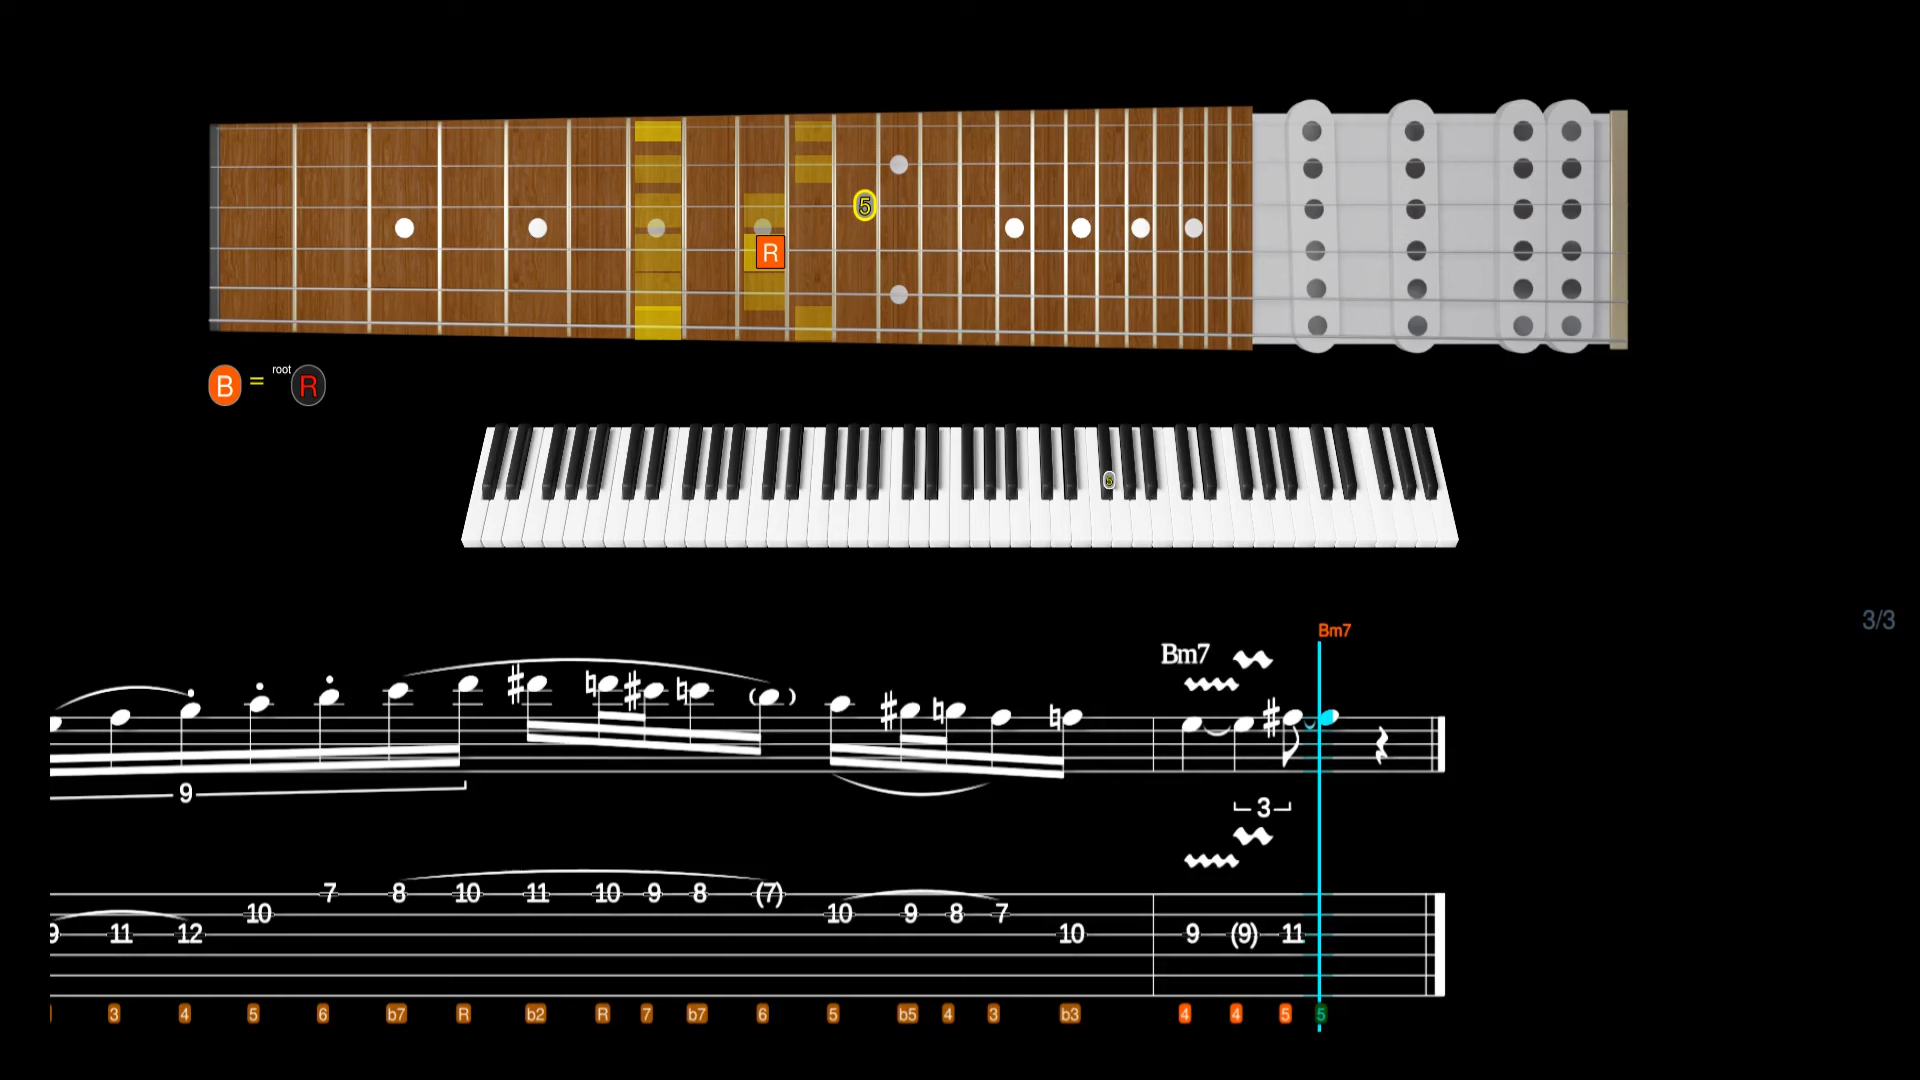 5
R
B = root R
5
3/3
Bm7
Bm7
( )
9
3
7 8 10 11 10 9 8 (7)
10 10 9 8 7
9 11 12 10 9 (9) 11
3 4 5 6 b7 R b2 R 7 b7 6 5 b5 4 3 b3 4 4 5 5